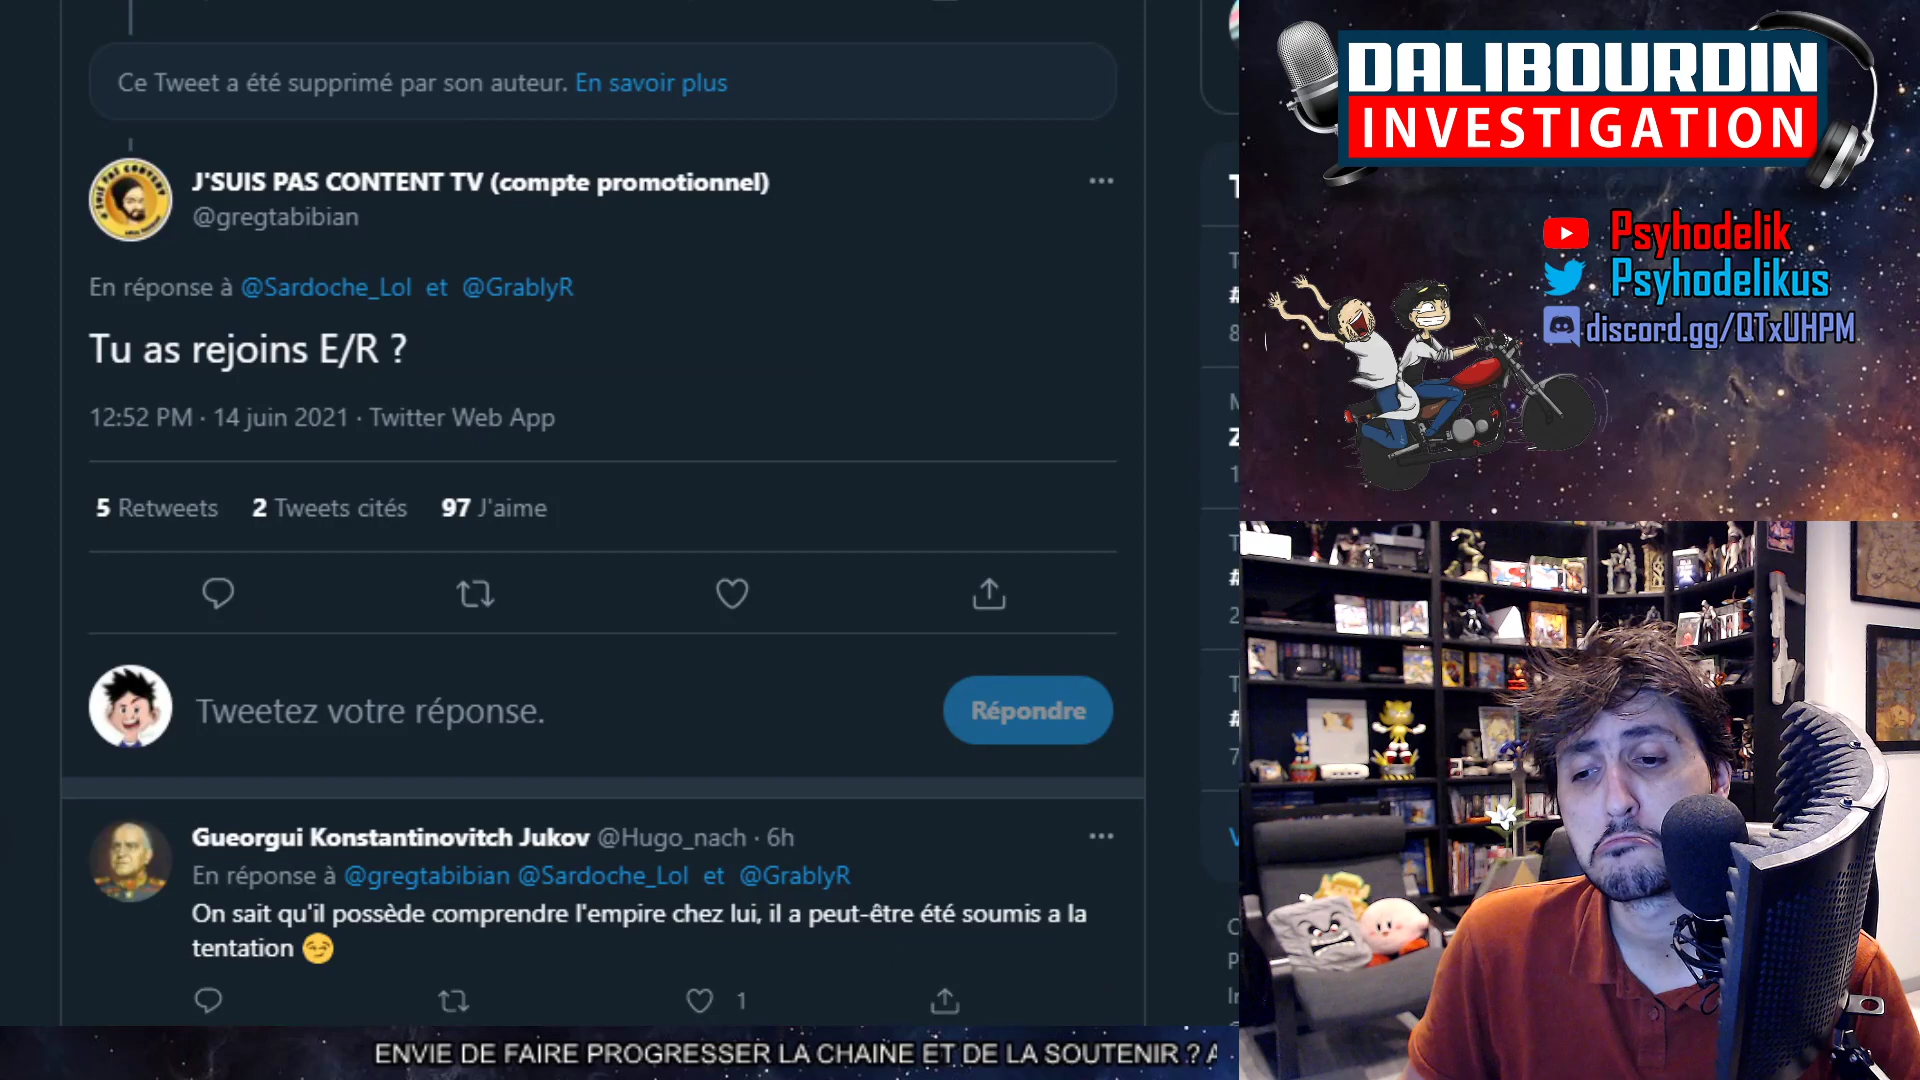 Ce Tweet a été supprimé par son auteur. En savoir plus
J'SUIS PAS CONTENT TV (compte promotionnel)
@gregtabibian
En réponse à @Sardoche_Lol et @GrablyR
Tu as rejoins E/R ?
12:52 PM · 14 juin 2021 · Twitter Web App
5 Retweets 2 Tweets cités 97 J'aime
Tweetez votre réponse.
Répondre
Gueorgui Konstantinovitch Jukov @Hugo_nach · 6h
En réponse à @gregtabibian @Sardoche_Lol et @GrablyR
On sait qu'il possède comprendre l'empire chez lui, il a peut-être été soumis a la
tentation 😏
1
ENVIE DE FAIRE PROGRESSER LA CHAINE ET DE LA SOUTENIR ? A
DALIBOURDIN
INVESTIGATION
Psyhodelik
Psyhodelikus
discord.gg/QTxUHPM